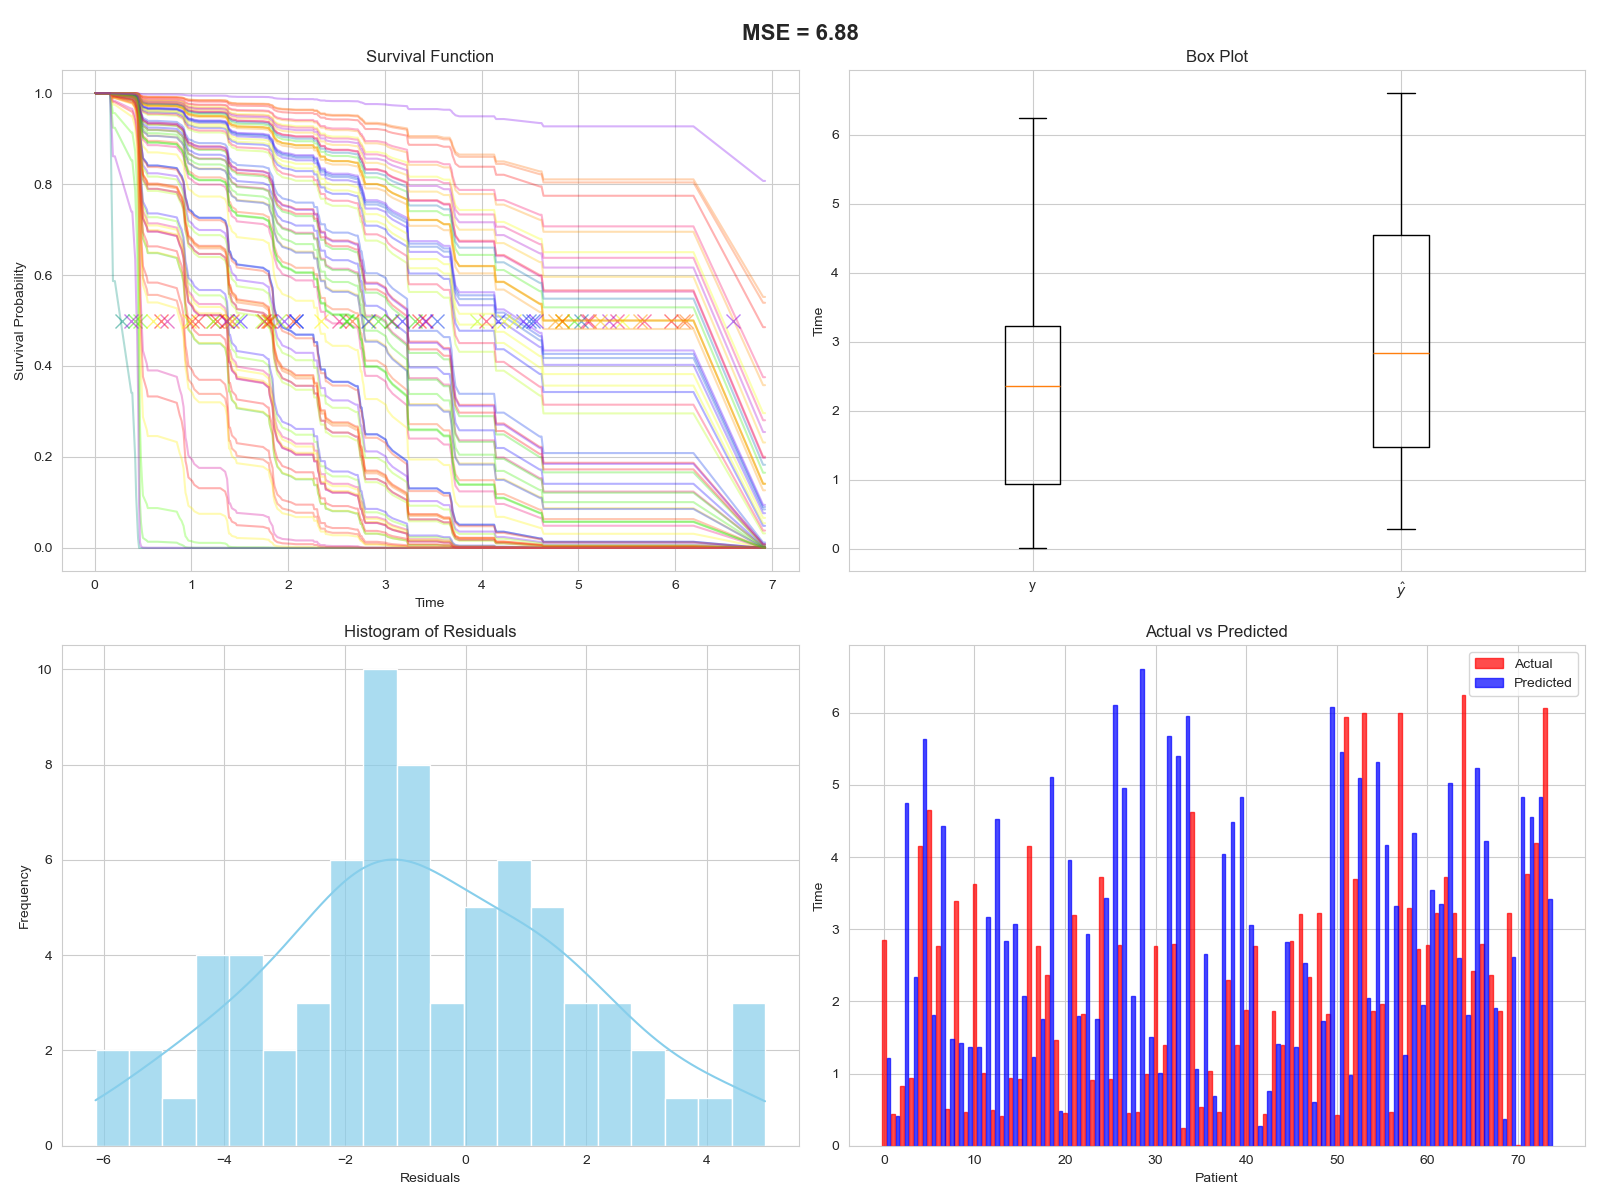 MSE = 6.88
Survival Function
1.0
0.8
0.6
0.4
0.2
0.0
Survival Probability
0 1 2 3 4 5 6 7
Time
Box Plot
6
5
4
3
2
1
0
Time
y ŷ
Histogram of Residuals
10
8
6
4
2
0
Frequency
−6 −4 −2 0 2 4
Residuals
Actual vs Predicted
Actual
Predicted
6
5
4
3
2
1
0
Time
0 10 20 30 40 50 60 70
Patient